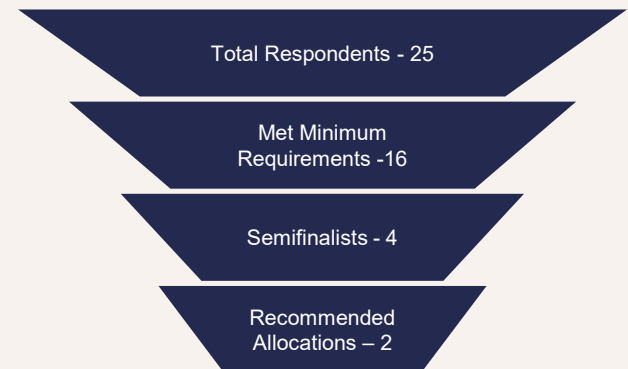 Total Respondents - 25
Met Minimum
Requirements -16
Semifinalists - 4
Recommended
Allocations – 2